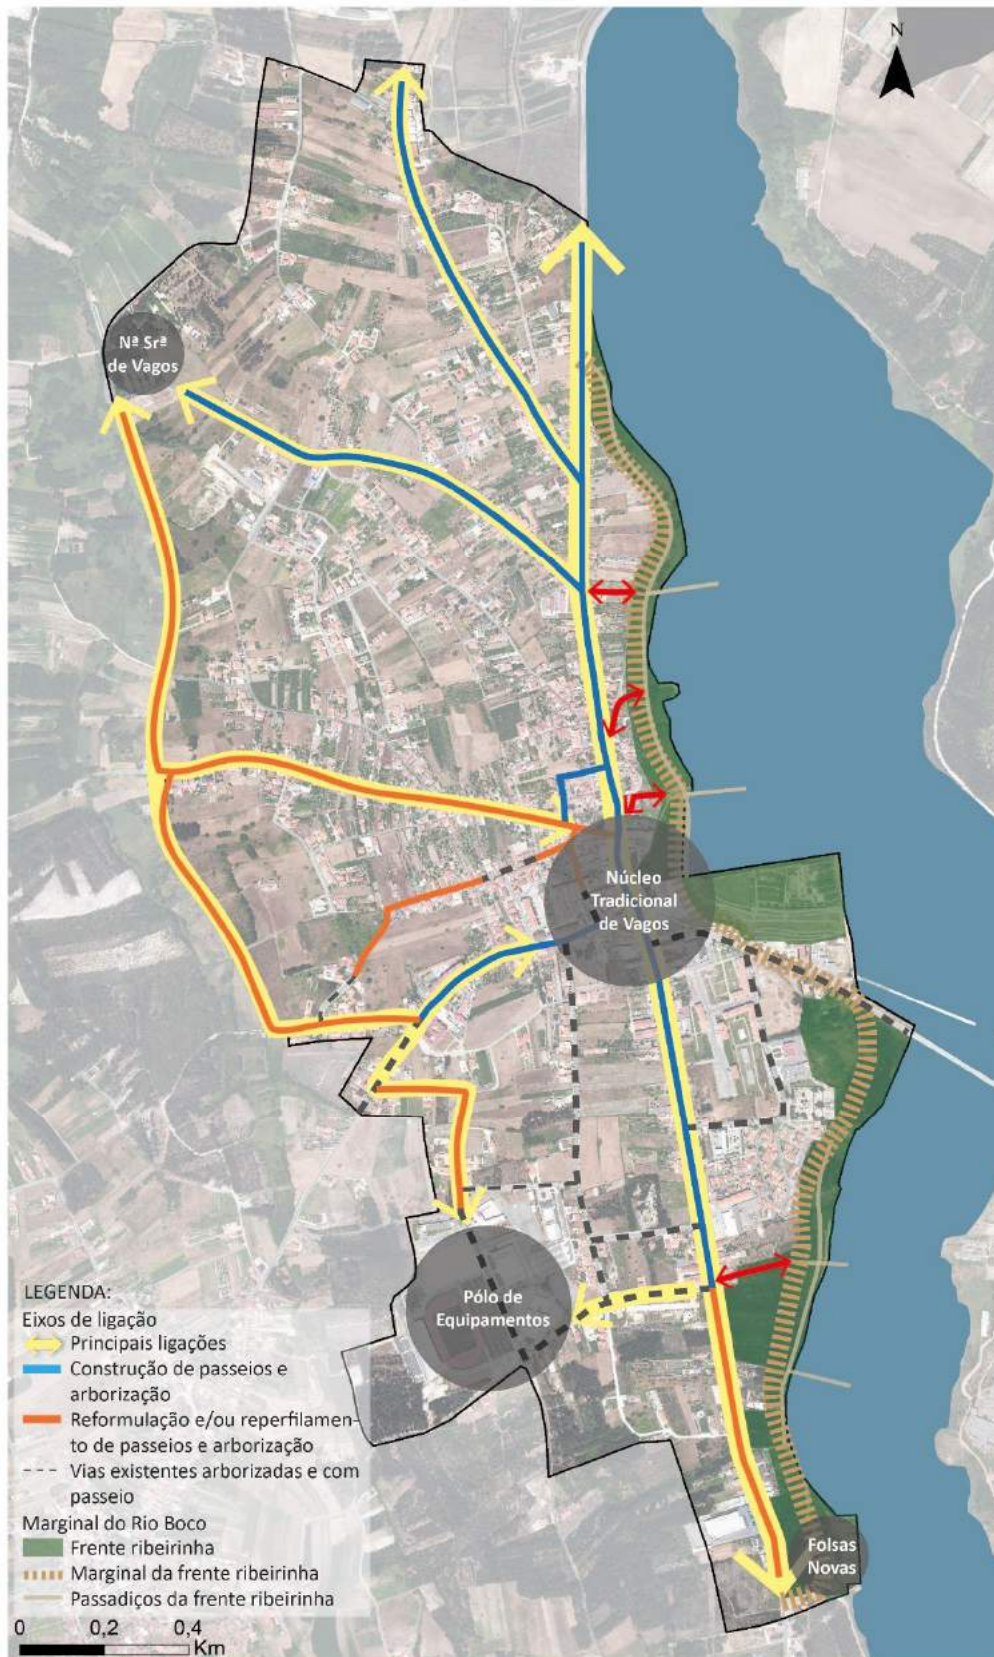 N
Nª Srª
de Vagos
Núcleo
Tradicional
de Vagos
Pólo de
Equipamentos
Folsas
Novas
LEGENDA:
Eixos de ligação
Principais ligações
Construção de passeios e
arborização
Reformulação e/ou reperfilamen-
to de passeios e arborização
Vias existentes arborizadas e com
passeio
Marginal do Rio Boco
Frente ribeirinha
Marginal da frente ribeirinha
Passadiços da frente ribeirinha
0 0,2 0,4
Km